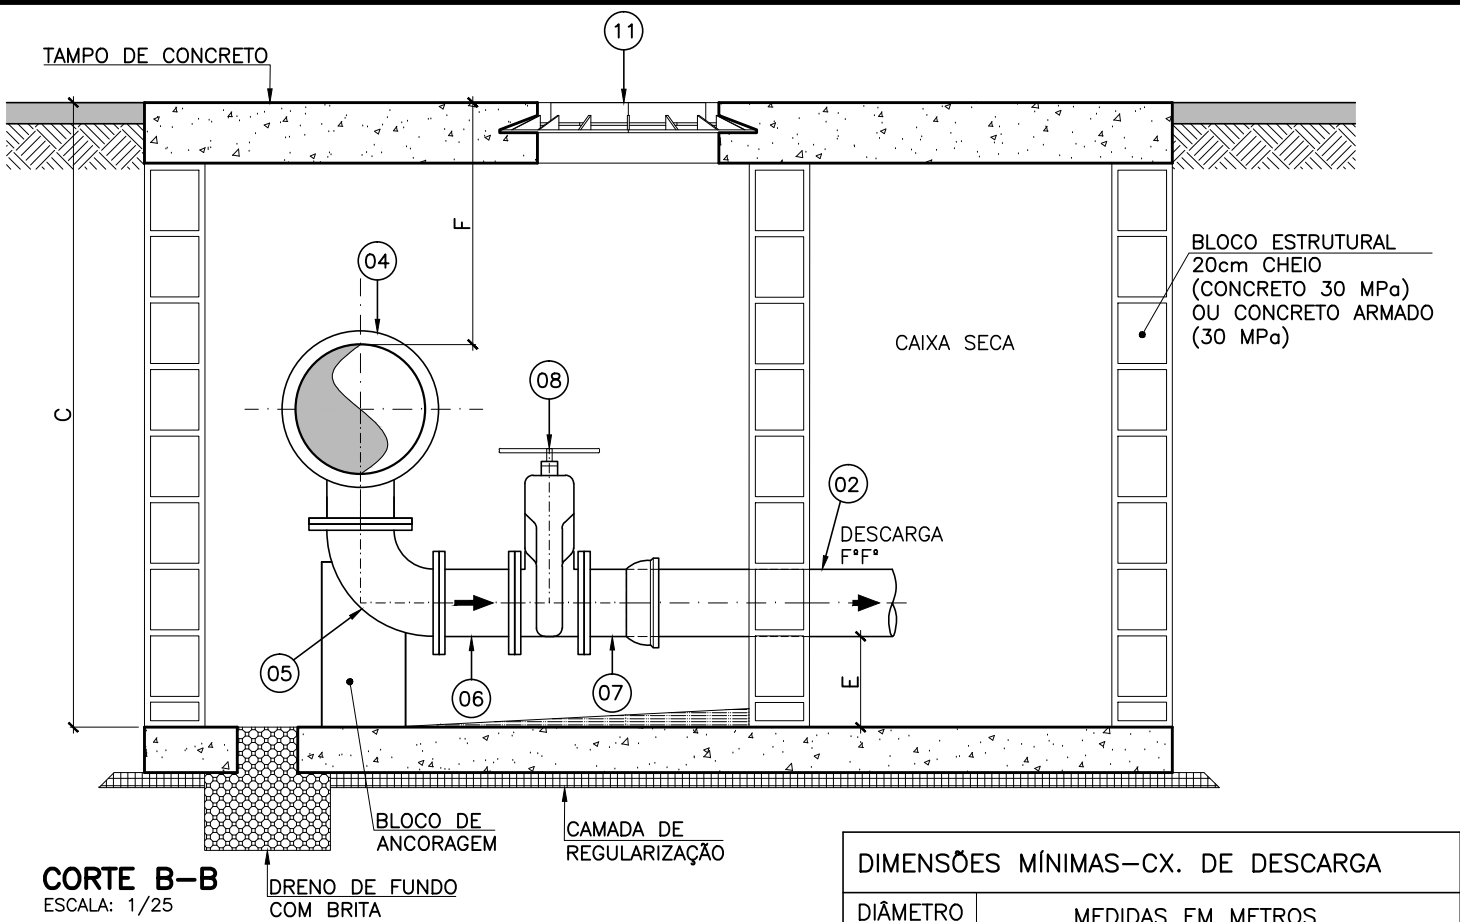 11
TAMPO DE CONCRETO
F
04
BLOCO ESTRUTURAL
20cm CHEIO
(CONCRETO 30 MPa)
OU CONCRETO ARMADO
(30 MPa)
CAIXA SECA
08
C
02
DESCARGA
FºFº
05
06
07
E
BLOCO DE
ANCORAGEM
CAMADA DE
REGULARIZAÇÃO
DRENO DE FUNDO
COM BRITA
CORTE B-B
ESCALA: 1/25
DIMENSÕES MÍNIMAS-CX. DE DESCARGA
DIÂMETRO
MEDIDAS EM METROS